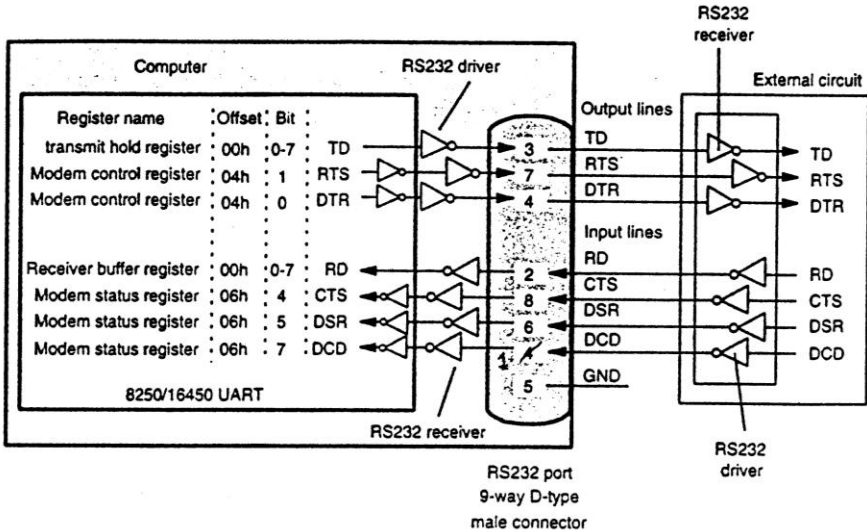 RS232
receiver
Computer
RS232 driver
External circuit
Output lines
Register name Offset Bit
transmit hold register 00h 0-7 TD
3
TD
TD
Modem control register 04h 1 RTS
7
RTS
RTS
Modem control register 04h 0 DTR
4
DTR
DTR
Input lines
Receiver buffer register 00h 0-7 RD
2
RD
RD
Modem status register 06h 4 CTS
8
CTS
CTS
Modem status register 06h 5 DSR
6
DSR
DSR
Modem status register 06h 7 DCD
1 4
DCD
DCD
5
GND
8250/16450 UART
RS232 receiver
RS232
driver
RS232 port
9-way D-type
male connector